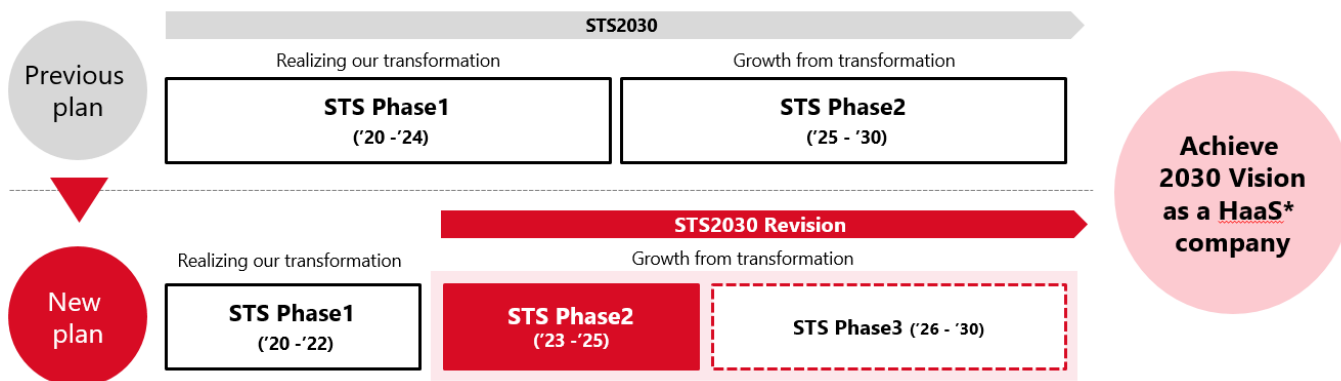 STS2030
Previous
plan
Realizing our transformation
Growth from transformation
STS Phase1
('20 -'24)
STS Phase2
('25 - '30)
Achieve
2030 Vision
as a HaaS*
company
STS2030 Revision
New
plan
Realizing our transformation
Growth from transformation
STS Phase1
('20 -'22)
STS Phase2
('23 -'25)
STS Phase3 ('26 - '30)